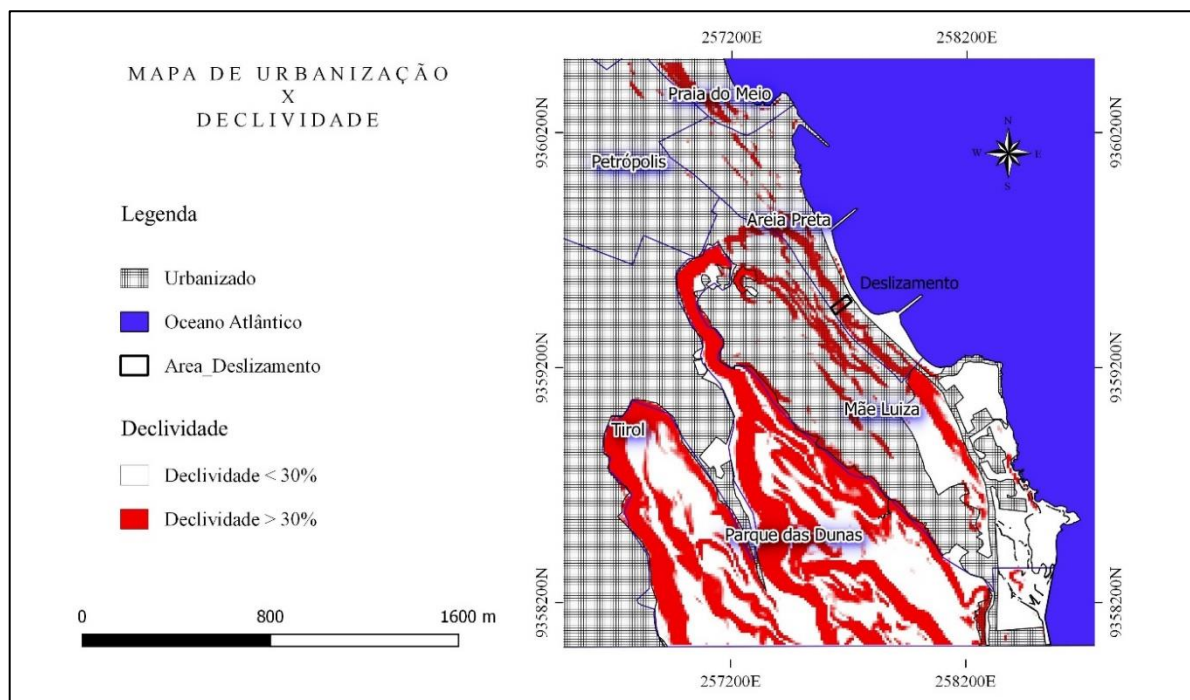 MAPA DE URBANIZAÇÃO
X
DECLIVIDADE
Legenda
Urbanizado
Oceano Atlântico
Area_Deslizamento
Declividade
Declividade < 30%
Declividade > 30%
0 800 1600 m
257200E 258200E
9360200N 9360200N
9359200N 9359200N
9358200N 9358200N
257200E 258200E
Praia do Meio
N
W E
S
Petrópolis
Areia Preta
Deslizamento
Mãe Luiza
Tirol
Parque das Dunas